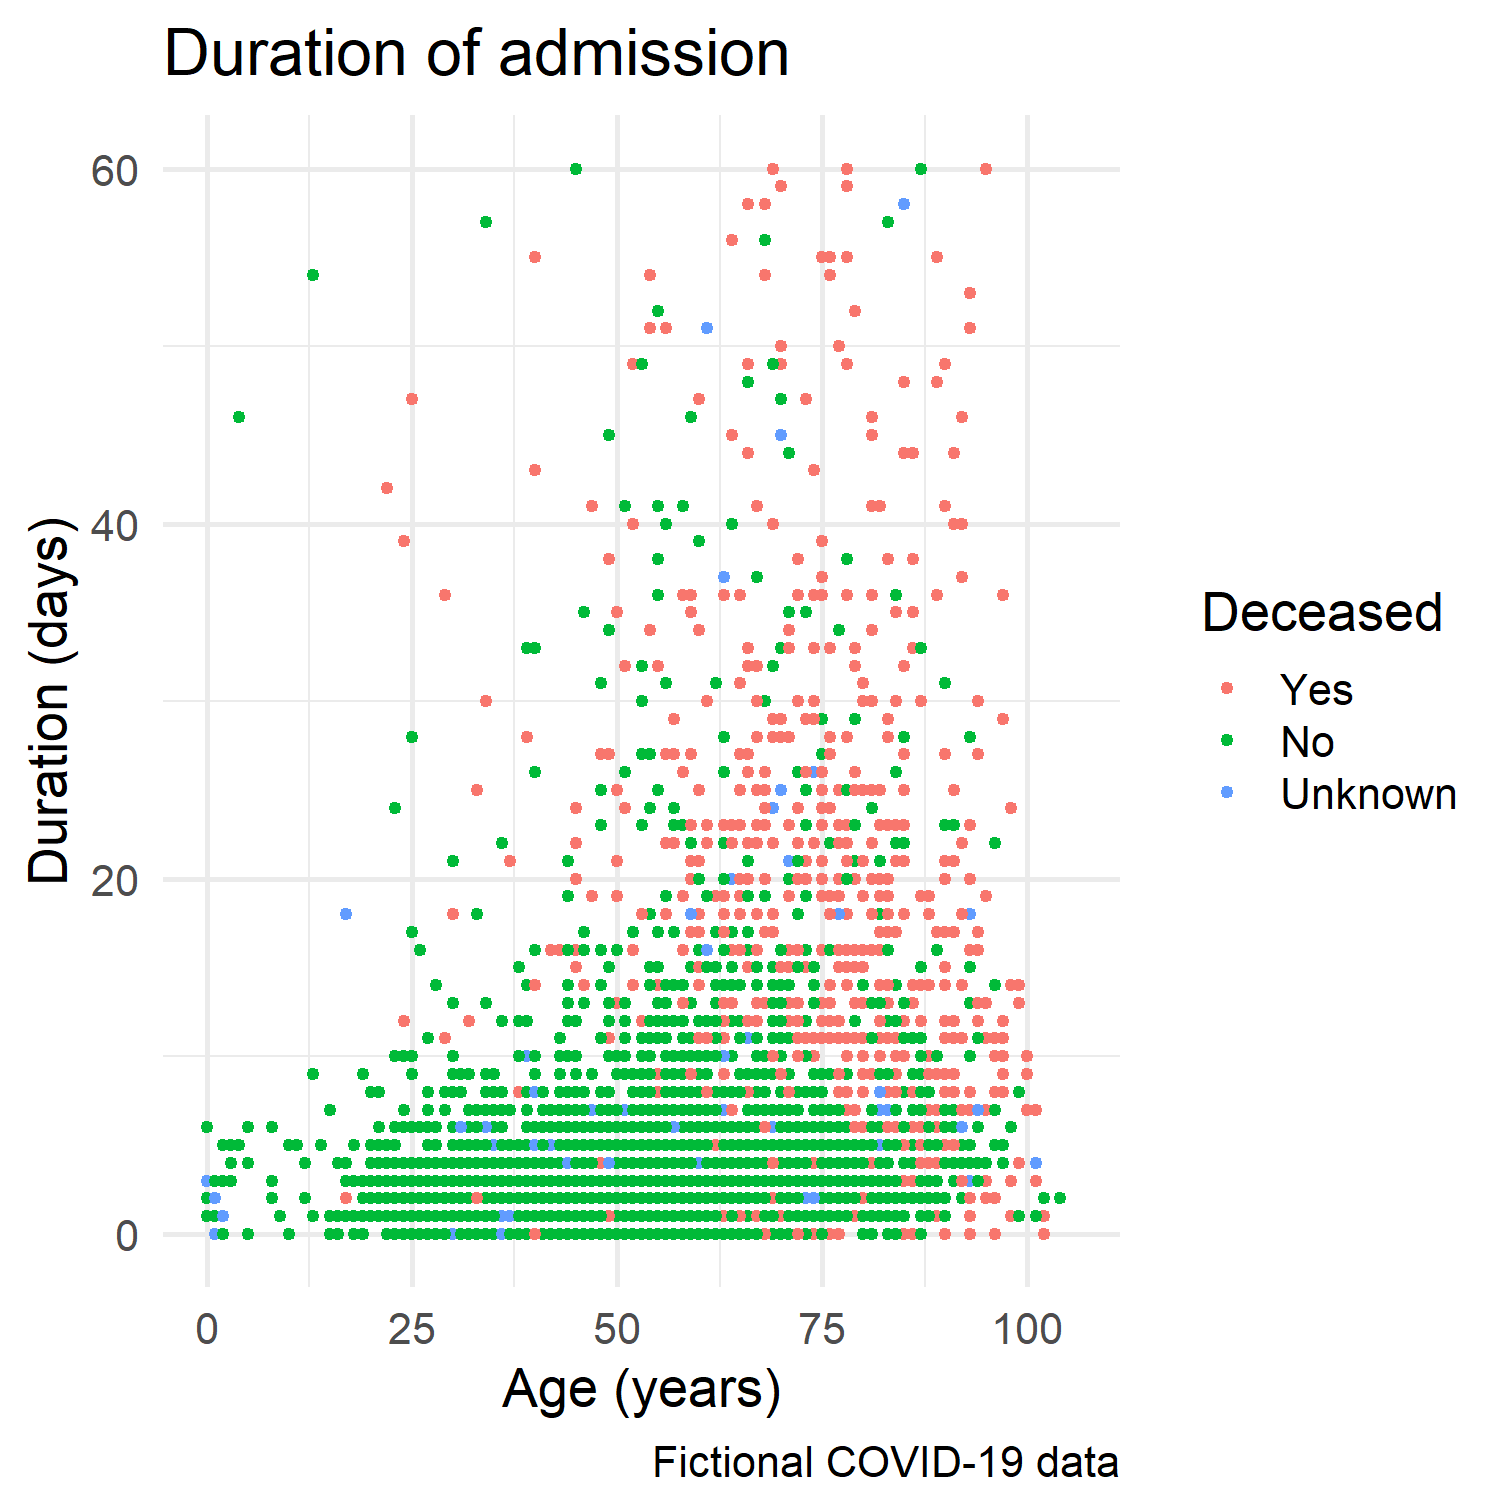 Duration of admission
60
40
20
0
Duration (days)
0 25 50 75 100
Age (years)
Deceased
Yes
No
Unknown
Fictional COVID-19 data